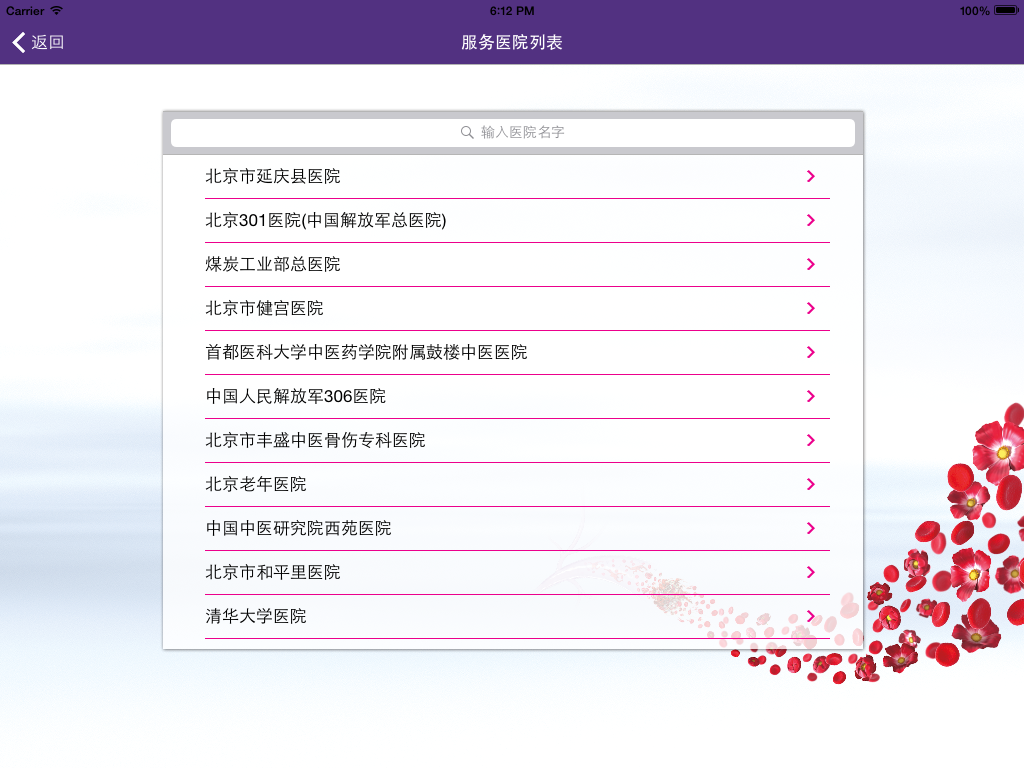 Carrier 6:12 PM 100%
返回 服务医院列表
输入医院名字
北京市延庆县医院
北京301医院(中国解放军总医院)
煤炭工业部总医院
北京市健宫医院
首都医科大学中医药学院附属鼓楼中医医院
中国人民解放军306医院
北京市丰盛中医骨伤专科医院
北京老年医院
中国中医研究院西苑医院
北京市和平里医院
清华大学医院